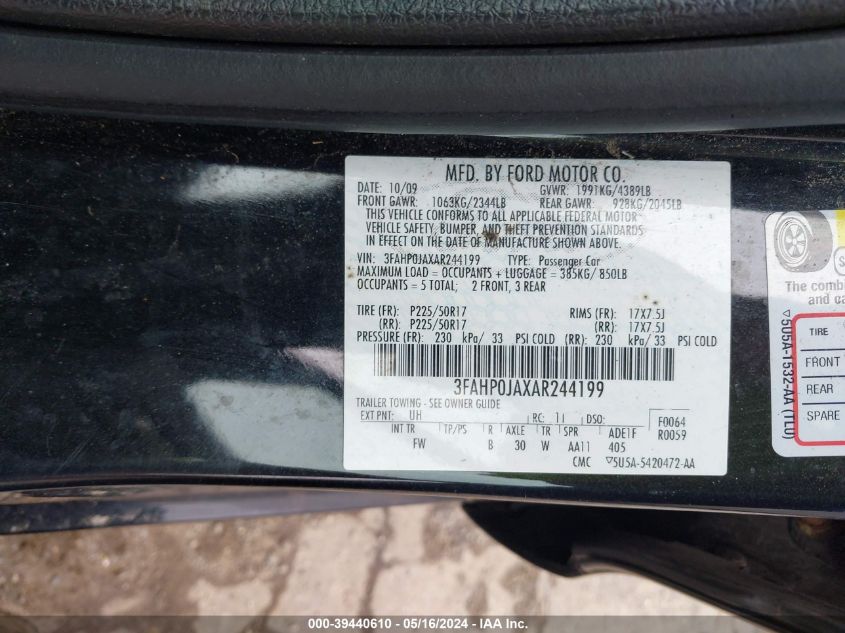 MFD. BY FORD MOTOR CO.
DATE: 10/09 GVWR: 1991KG/4389LB
FRONT GAWR: 1063KG/2344LB REAR GAWR: 928KG/2045LB
THIS VEHICLE CONFORMS TO ALL APPLICABLE FEDERAL MOTOR
VEHICLE SAFETY, BUMPER, AND THEFT PREVENTION STANDARDS
IN EFFECT ON THE DATE OF MANUFACTURE SHOWN ABOVE.
VIN: 3FAHP0JAXAR244199 TYPE: Passenger Car
MAXIMUM LOAD = OCCUPANTS + LUGGAGE = 385KG/ 850LB
OCCUPANTS = 5 TOTAL; 2 FRONT, 3 REAR
TIRE (FR): P225/50R17 RIMS (FR): 17X7.5J
(RR): P225/50R17 (RR): 17X7.5J
PRESSURE (FR): 230 kPa/ 33 PSI COLD (RR): 230 kPa/ 33 PSI COLD
3FAHP0JAXAR244199
TRAILER TOWING - SEE OWNER GUIDE
EXT PNT: UH RC: 11 DSO: F0064
R0059
INT TR TP/PS R AXLE TR SPR ADE1F
FW B 30 W AA11 405
CMC ▽5U5A-5420472-AA
The comb
and ca
TIRE
FRONT
REAR
SPARE
▽5U5A-1532-AA (TL0)
000-39440610 - 05/16/2024 - IAA Inc.